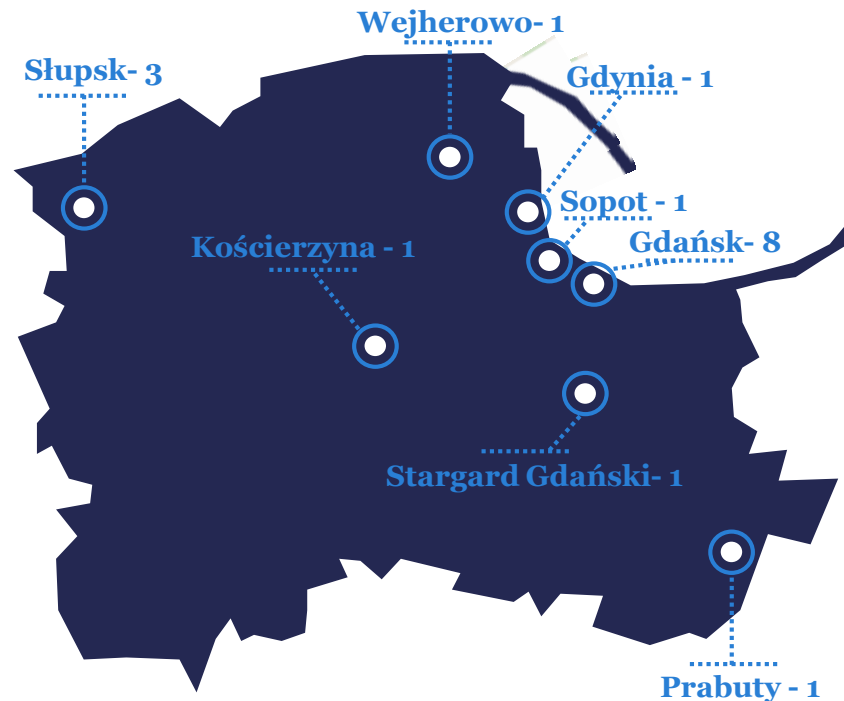 Wejherowo- 1
Słupsk- 3
Gdynia - 1
Sopot - 1
Gdańsk- 8
Kościerzyna - 1
Stargard Gdański- 1
Prabuty - 1